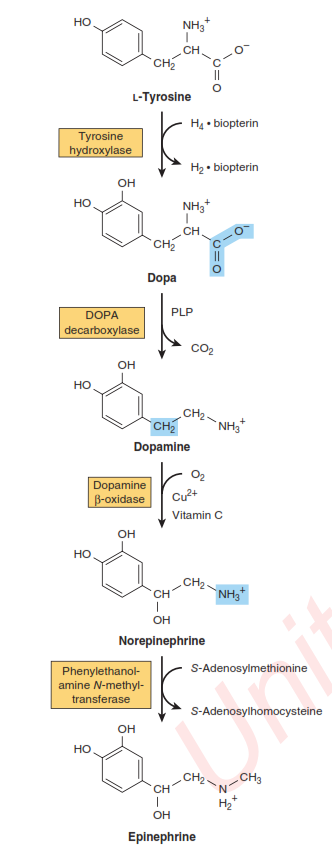 HO
NH3+
CH
O−
CH2
C
O
L-Tyrosine
Tyrosine
hydroxylase
H4 • biopterin
H2 • biopterin
OH
HO
NH3+
CH
O−
CH2
C
O
Dopa
DOPA
decarboxylase
PLP
CO2
OH
HO
CH2
CH2
NH3+
Dopamine
Dopamine
β-oxidase
O2
Cu2+
Vitamin C
OH
HO
CH2
CH
NH3+
OH
Norepinephrine
Phenylethanol-
amine N-methyl-
transferase
S-Adenosylmethionine
S-Adenosylhomocysteine
OH
HO
CH2
CH3
CH
N
H2+
OH
Epinephrine